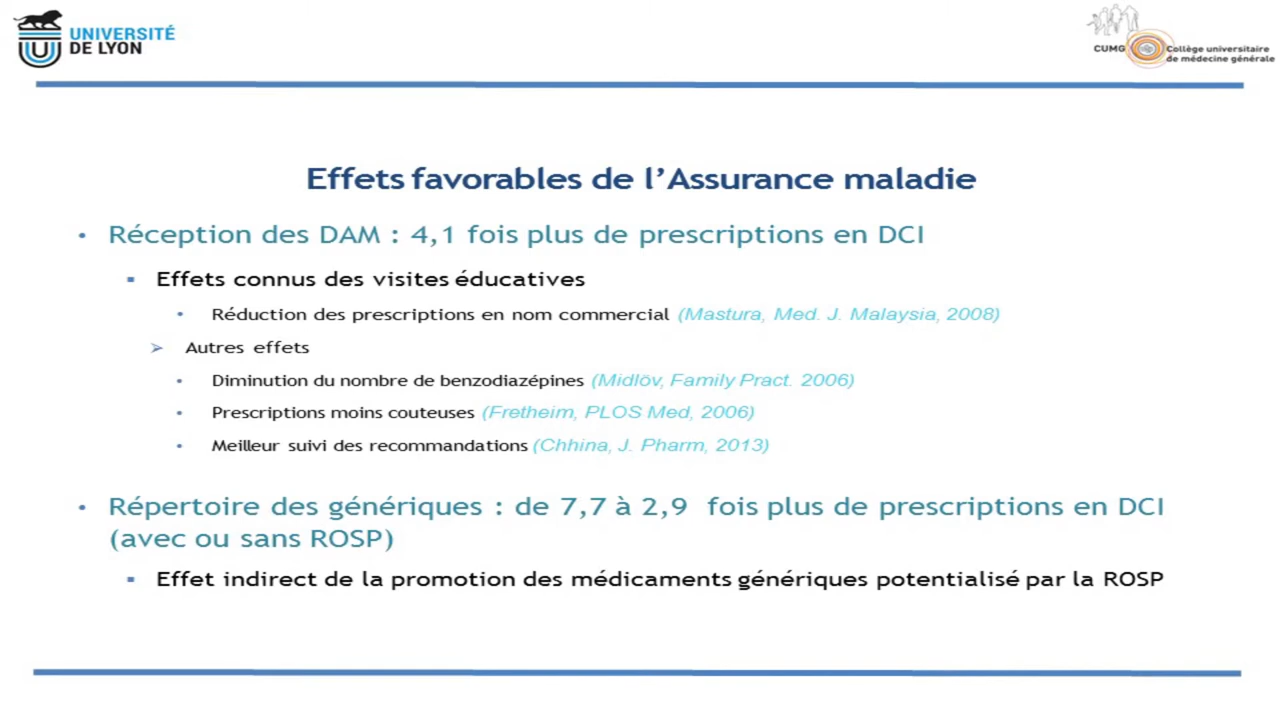 UNIVERSITÉ
DE LYON
CUMG
Collège universitaire
de médecine générale
Effets favorables de l'Assurance maladie
• Réception des DAM : 4,1 fois plus de prescriptions en DCI
▪ Effets connus des visites éducatives
• Réduction des prescriptions en nom commercial (Mastura, Med. J. Malaysia, 2008)
➢ Autres effets
• Diminution du nombre de benzodiazépines (Midlöv, Family Pract. 2006)
• Prescriptions moins couteuses (Fretheim, PLOS Med, 2006)
• Meilleur suivi des recommandations (Chhina, J. Pharm, 2013)
• Répertoire des génériques : de 7,7 à 2,9 fois plus de prescriptions en DCI
(avec ou sans ROSP)
▪ Effet indirect de la promotion des médicaments génériques potentialisé par la ROSP